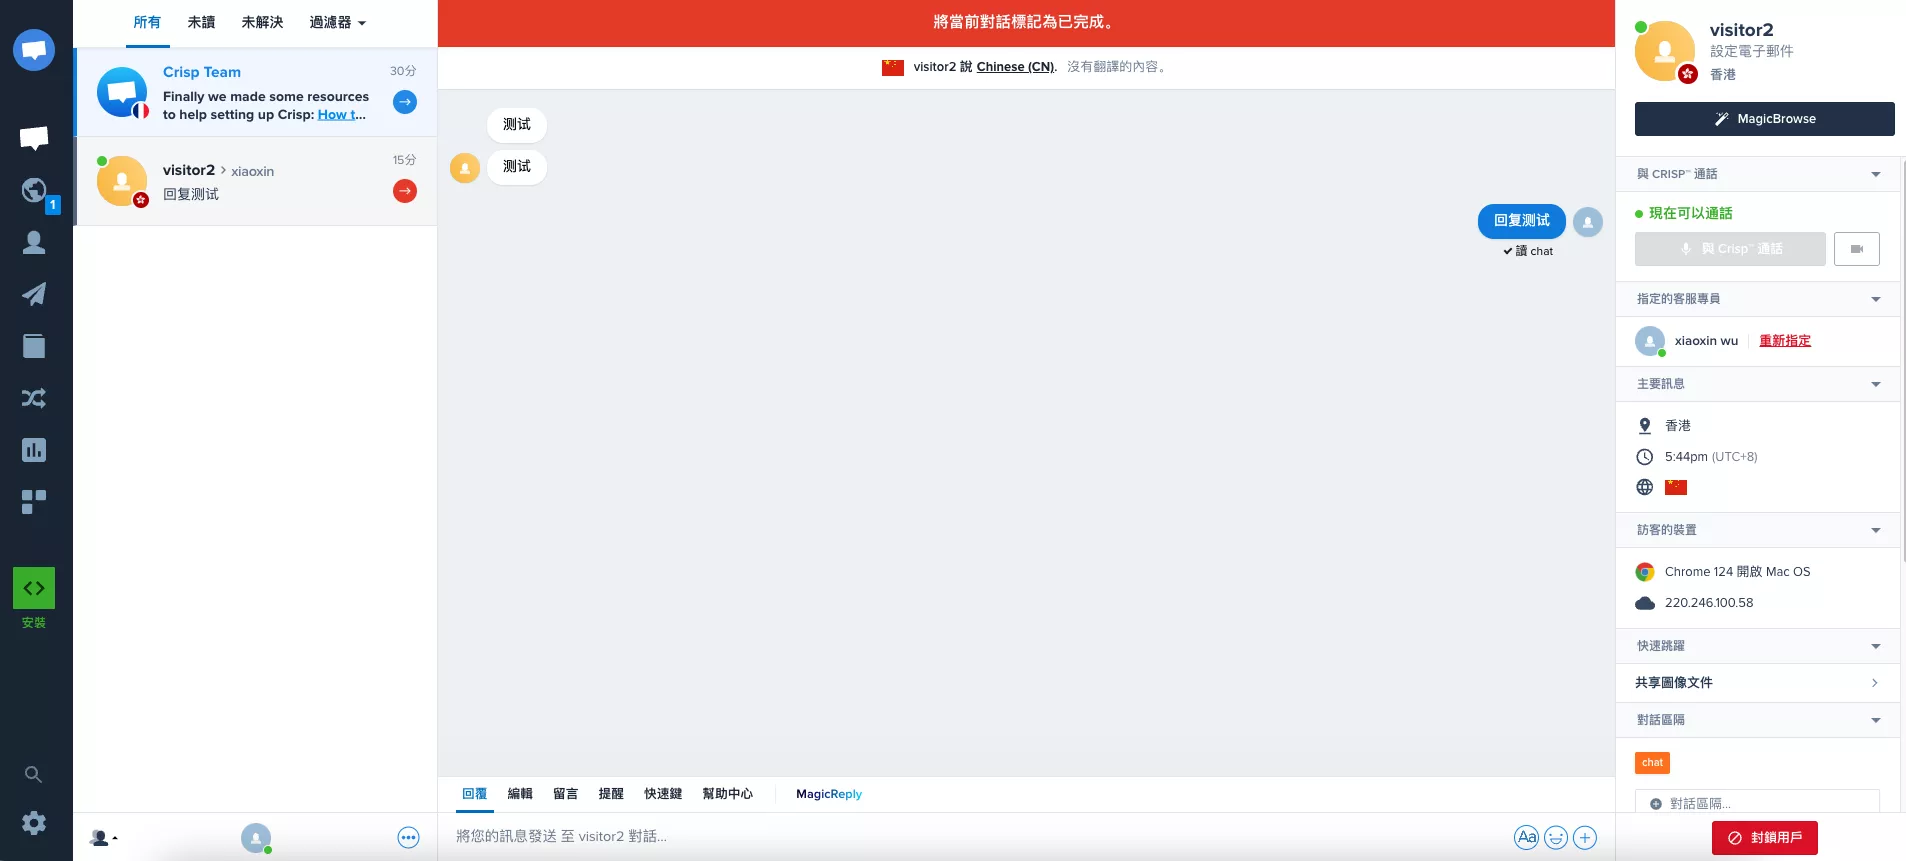 所有 未讀 未解決 過濾器
Crisp Team 30分
Finally we made some resources
to help setting up Crisp: How t...
visitor2 > xiaoxin 15分
回复测试
1
安裝
將當前對話標記為已完成。
visitor2 說 Chinese (CN). 沒有翻譯的內容。
测试
测试
回复测试
讀 chat
回覆 編輯 留言 提醒 快速鍵 幫助中心 MagicReply
將您的訊息發送 至 visitor2 對話...
Aa
visitor2
設定電子郵件
香港
MagicBrowse
與 CRISP™ 通話
現在可以通話
與 Crisp™ 通話
指定的客服專員
xiaoxin wu 重新指定
主要訊息
香港
5:44pm (UTC+8)
訪客的裝置
Chrome 124 開啟 Mac OS
220.246.100.58
快速跳躍
共享圖像文件
對話區隔
chat
對話區隔...
封鎖用戶